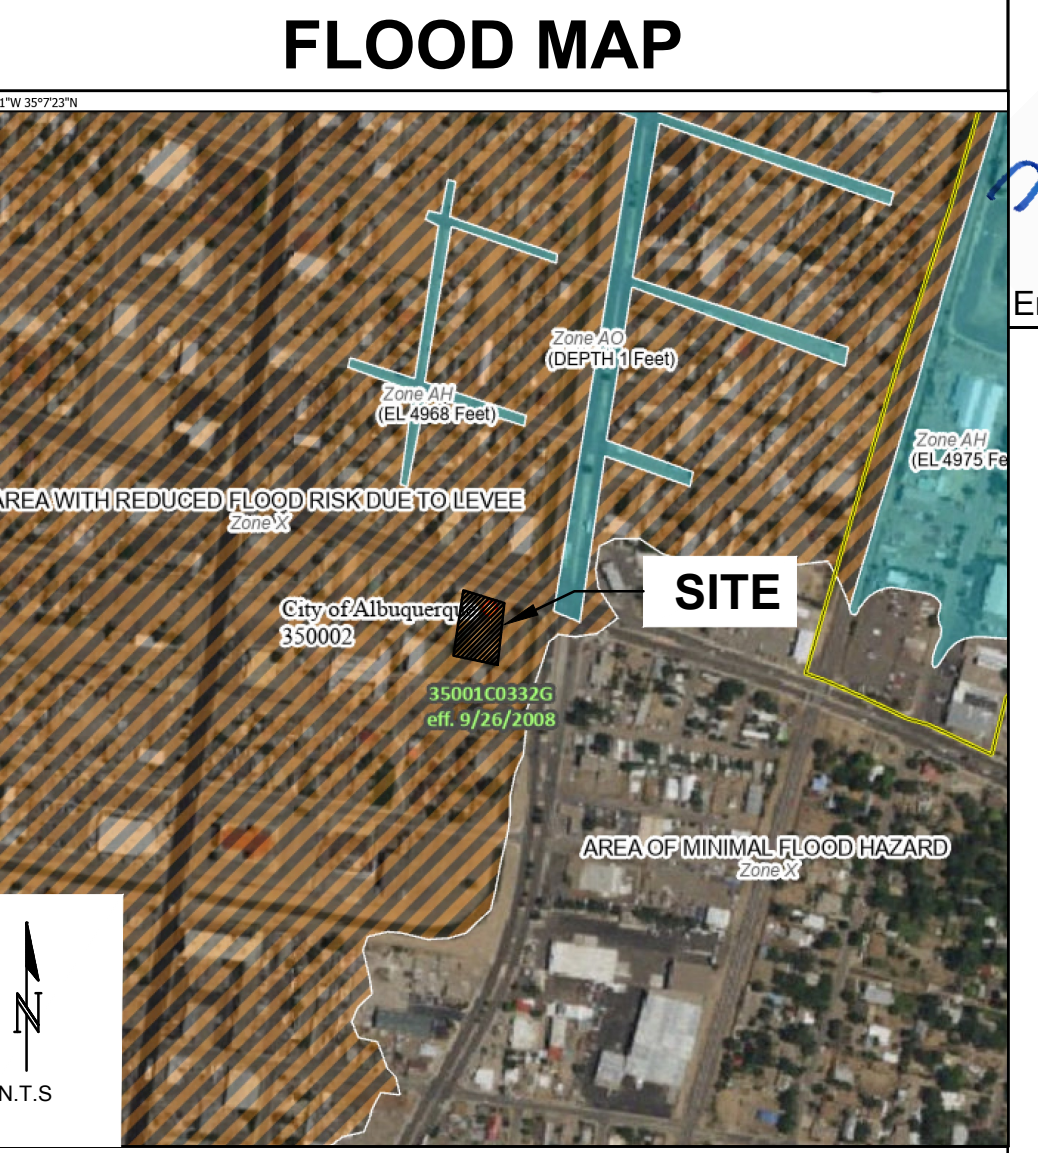 FLOOD MAP
1"W 35°7'23"N
Zone AO
(DEPTH 1 Feet)
Zone AH
(EL 4968 Feet)
Zone AH
(EL 4975 Fe
AREA WITH REDUCED FLOOD RISK DUE TO LEVEE
Zone X
SITE
City of Albuquerque
350002
35001C0332G
eff. 9/26/2008
AREA OF MINIMAL FLOOD HAZARD
Zone X
N
N.T.S